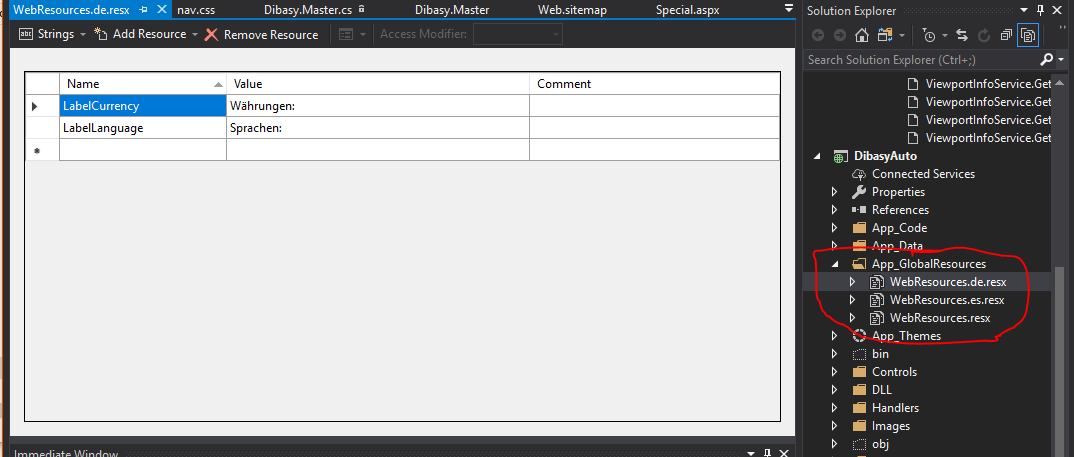 WebResources.de.resx
nav.css
Dibasy.Master.cs
Dibasy.Master
Web.sitemap
Special.aspx
Strings
Add Resource
Remove Resource
Access Modifier:
Name Value Comment
LabelCurrency Währungen:
LabelLanguage Sprachen:
Immediate Window
Solution Explorer
Search Solution Explorer (Ctrl+;)
ViewportInfoService.Get
ViewportInfoService.Get
ViewportInfoService.Get
ViewportInfoService.Get
DibasyAuto
Connected Services
Properties
References
App_Code
App_Data
App_GlobalResources
WebResources.de.resx
WebResources.es.resx
WebResources.resx
App_Themes
bin
Controls
DLL
Handlers
Images
obj